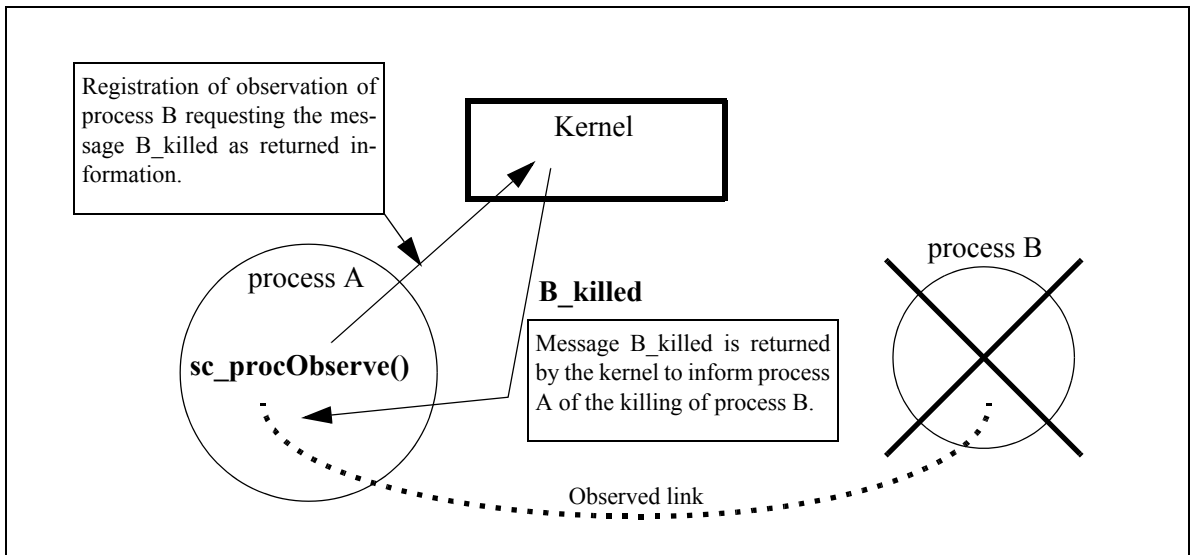 Registration of observation of
process B requesting the mes-
sage B_killed as returned in-
formation.
Kernel
process A
sc_procObserve()
B_killed
Message B_killed is returned
by the kernel to inform process
A of the killing of process B.
process B
Observed link